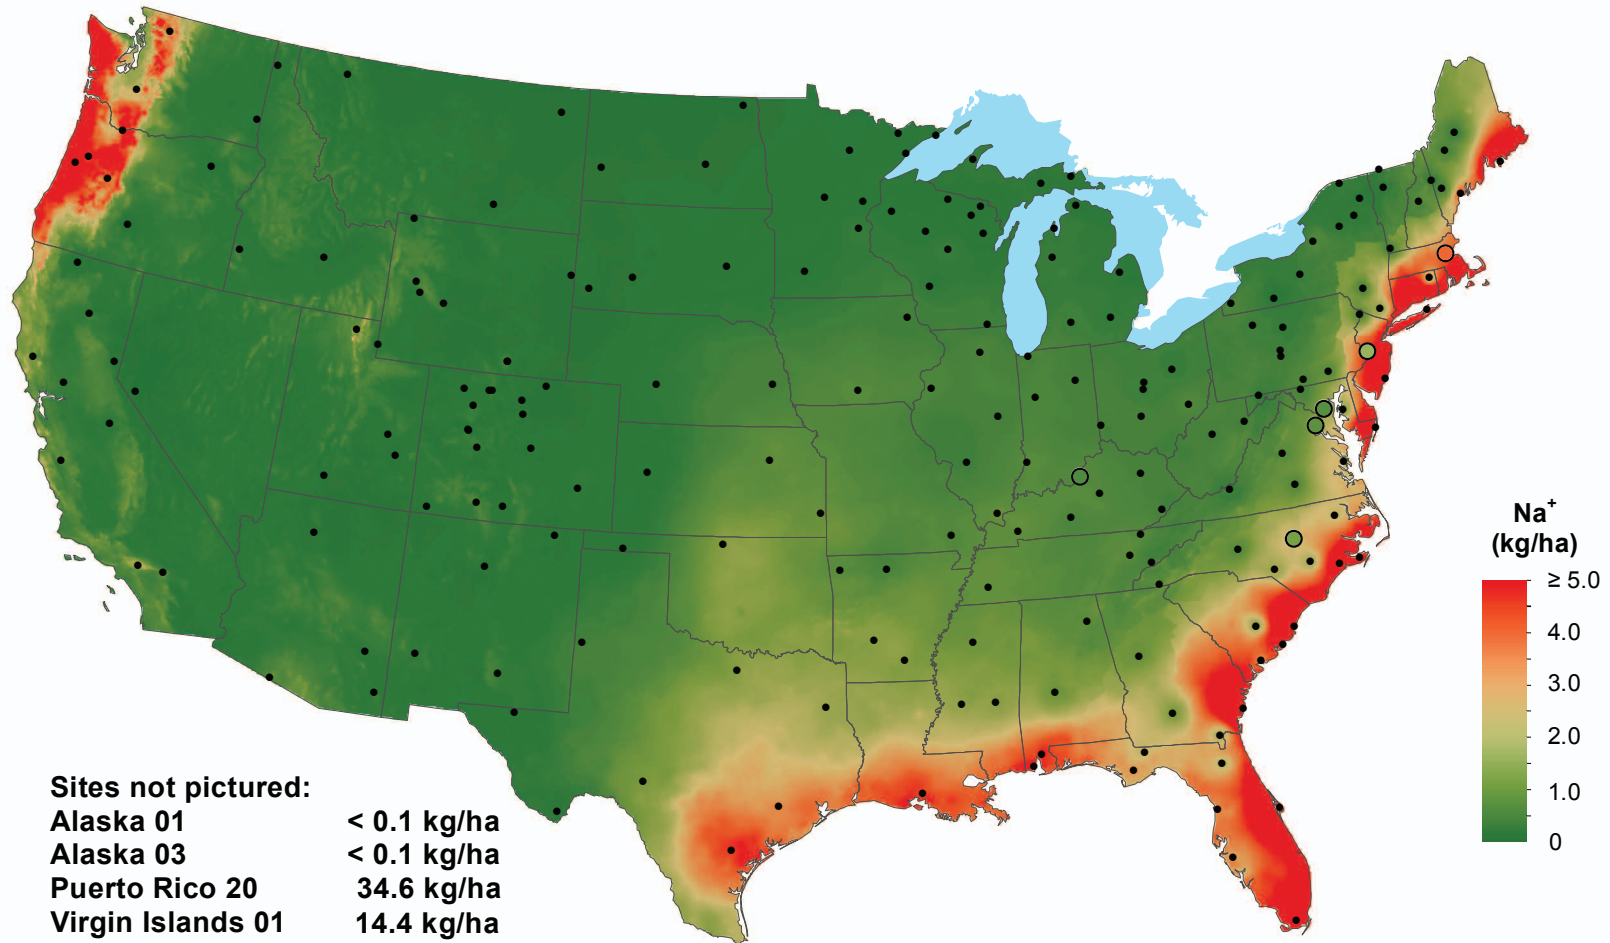 Na+
(kg/ha)
≥ 5.0
4.0
3.0
2.0
1.0
0
Sites not pictured:
Alaska 01 < 0.1 kg/ha
Alaska 03 < 0.1 kg/ha
Puerto Rico 20 34.6 kg/ha
Virgin Islands 01 14.4 kg/ha